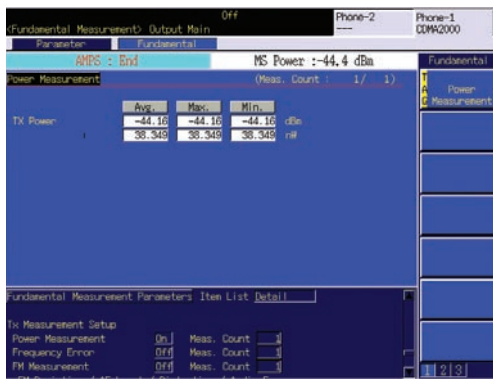 Off
<Fundamental Measurement> Output Main
Phone-2
---
Phone-1
CDMA2000
Parameter
Fundamental
AMPS : End
MS Power :-44.4 dBm
Fundamental
Power Measurement
(Meas. Count : 1/ 1)
TAG
Power
Measurement
Avg. Max. Min.
TX Power -44.16 -44.16 -44.16 dBm
: 38.349 38.349 38.349 nW
Fundamental Measurement Parameters Item List Detail
Tx Measurement Setup
Power Measurement On Meas. Count 1
Frequency Error Off Meas. Count 1
FM Measurement Off Meas. Count 1
1 2 3